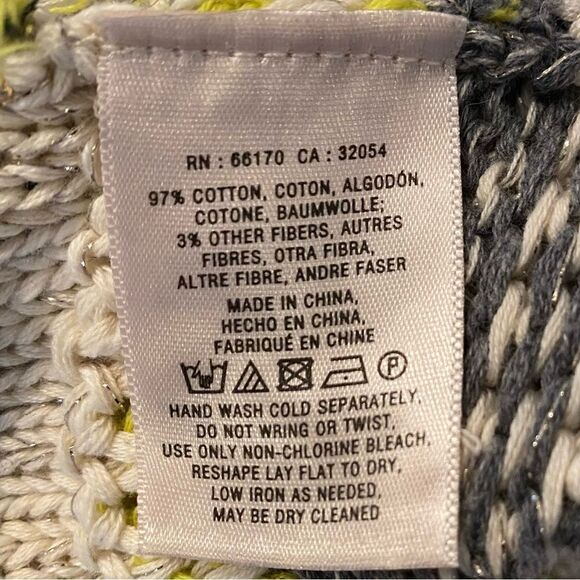 RN : 66170 CA : 32054
97% COTTON, COTON, ALGODÓN,
COTONE, BAUMWOLLE;
3% OTHER FIBERS, AUTRES
FIBRES, OTRA FIBRA,
ALTRE FIBRE, ANDRE FASER
MADE IN CHINA,
HECHO EN CHINA,
FABRIQUÉ EN CHINE
P
HAND WASH COLD SEPARATELY,
DO NOT WRING OR TWIST,
USE ONLY NON-CHLORINE BLEACH,
RESHAPE LAY FLAT TO DRY,
LOW IRON AS NEEDED,
MAY BE DRY CLEANED